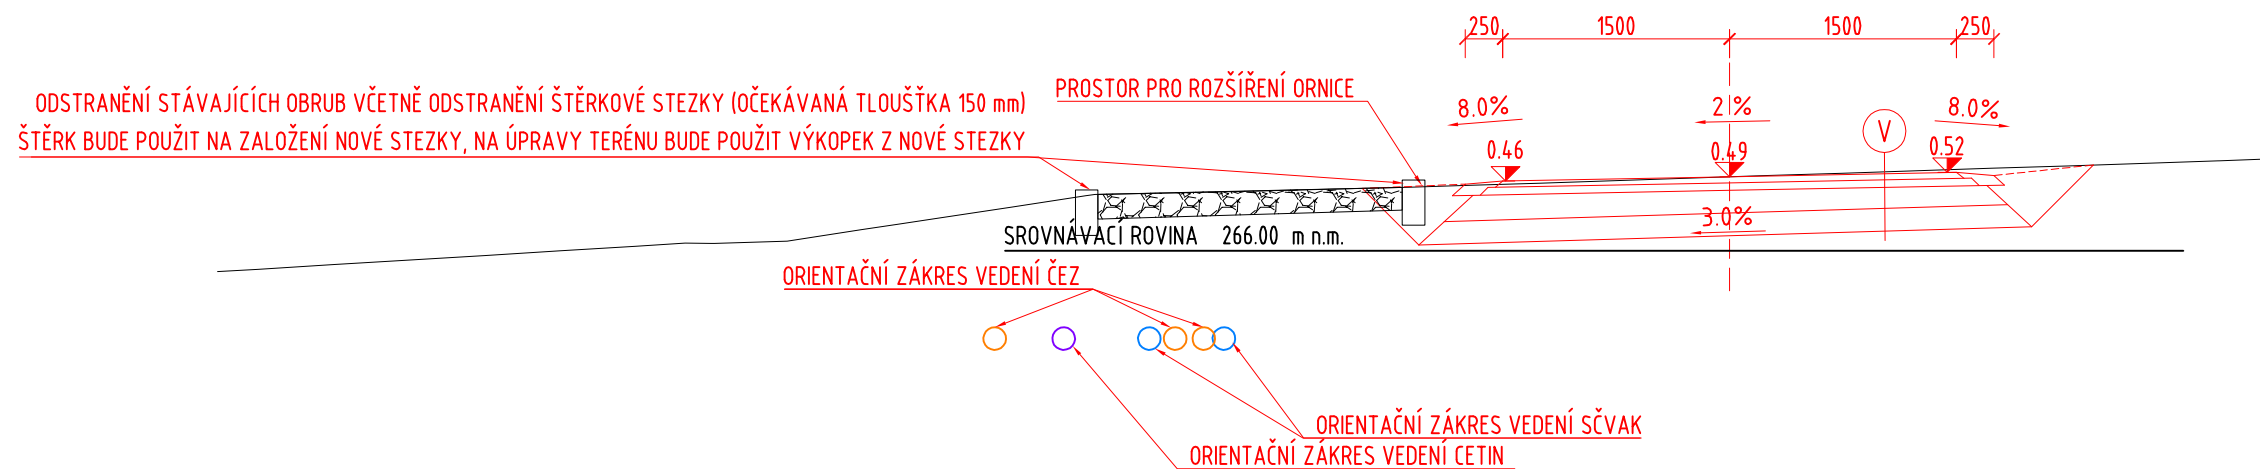 250 1500 1500 250
ODSTRANĚNÍ STÁVAJÍCÍCH OBRUB VČETNĚ ODSTRANĚNÍ ŠTĚRKOVÉ STEZKY (OČEKÁVANÁ TLOUŠŤKA 150 mm)
ŠTĚRK BUDE POUŽIT NA ZALOŽENÍ NOVÉ STEZKY, NA ÚPRAVY TERÉNU BUDE POUŽIT VÝKOPEK Z NOVÉ STEZKY
PROSTOR PRO ROZŠÍŘENÍ ORNICE
8.0% 2% 8.0%
V
0.46 0.49 0.52
3.0%
SROVNÁVACÍ ROVINA 266.00 m n.m.
ORIENTAČNÍ ZÁKRES VEDENÍ ČEZ
ORIENTAČNÍ ZÁKRES VEDENÍ SČVAK
ORIENTAČNÍ ZÁKRES VEDENÍ CETIN